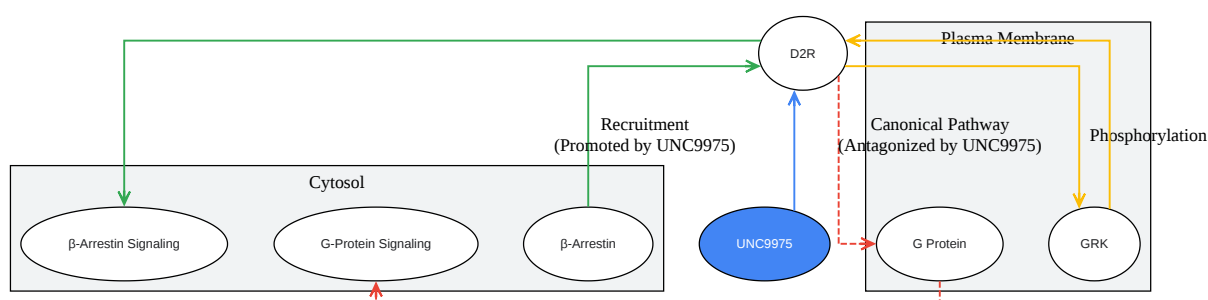 D2R
Plasma Membrane
Recruitment
(Promoted by UNC9975)
Canonical Pathway
(Antagonized by UNC9975)
Phosphorylation
Cytosol
β-Arrestin Signaling
G-Protein Signaling
β-Arrestin
UNC9975
G Protein
GRK